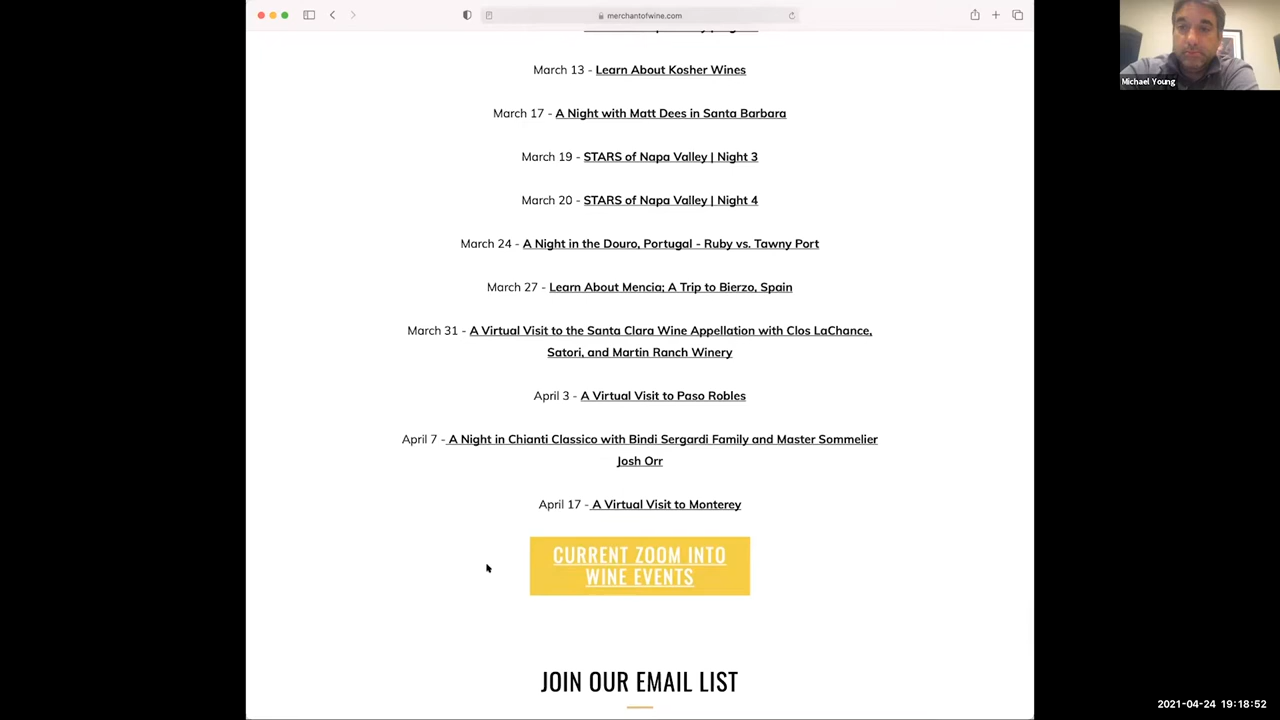 merchantofwine.com
March 13 - Learn About Kosher Wines
March 17 - A Night with Matt Dees in Santa Barbara
March 19 - STARS of Napa Valley | Night 3
March 20 - STARS of Napa Valley | Night 4
March 24 - A Night in the Douro, Portugal - Ruby vs. Tawny Port
March 27 - Learn About Mencia; A Trip to Bierzo, Spain
March 31 - A Virtual Visit to the Santa Clara Wine Appellation with Clos LaChance,
Satori, and Martin Ranch Winery
April 3 - A Virtual Visit to Paso Robles
April 7 - A Night in Chianti Classico with Bindi Sergardi Family and Master Sommelier
Josh Orr
April 17 - A Virtual Visit to Monterey
CURRENT ZOOM INTO
WINE EVENTS
JOIN OUR EMAIL LIST
Michael Young
2021-04-24 19:18:52